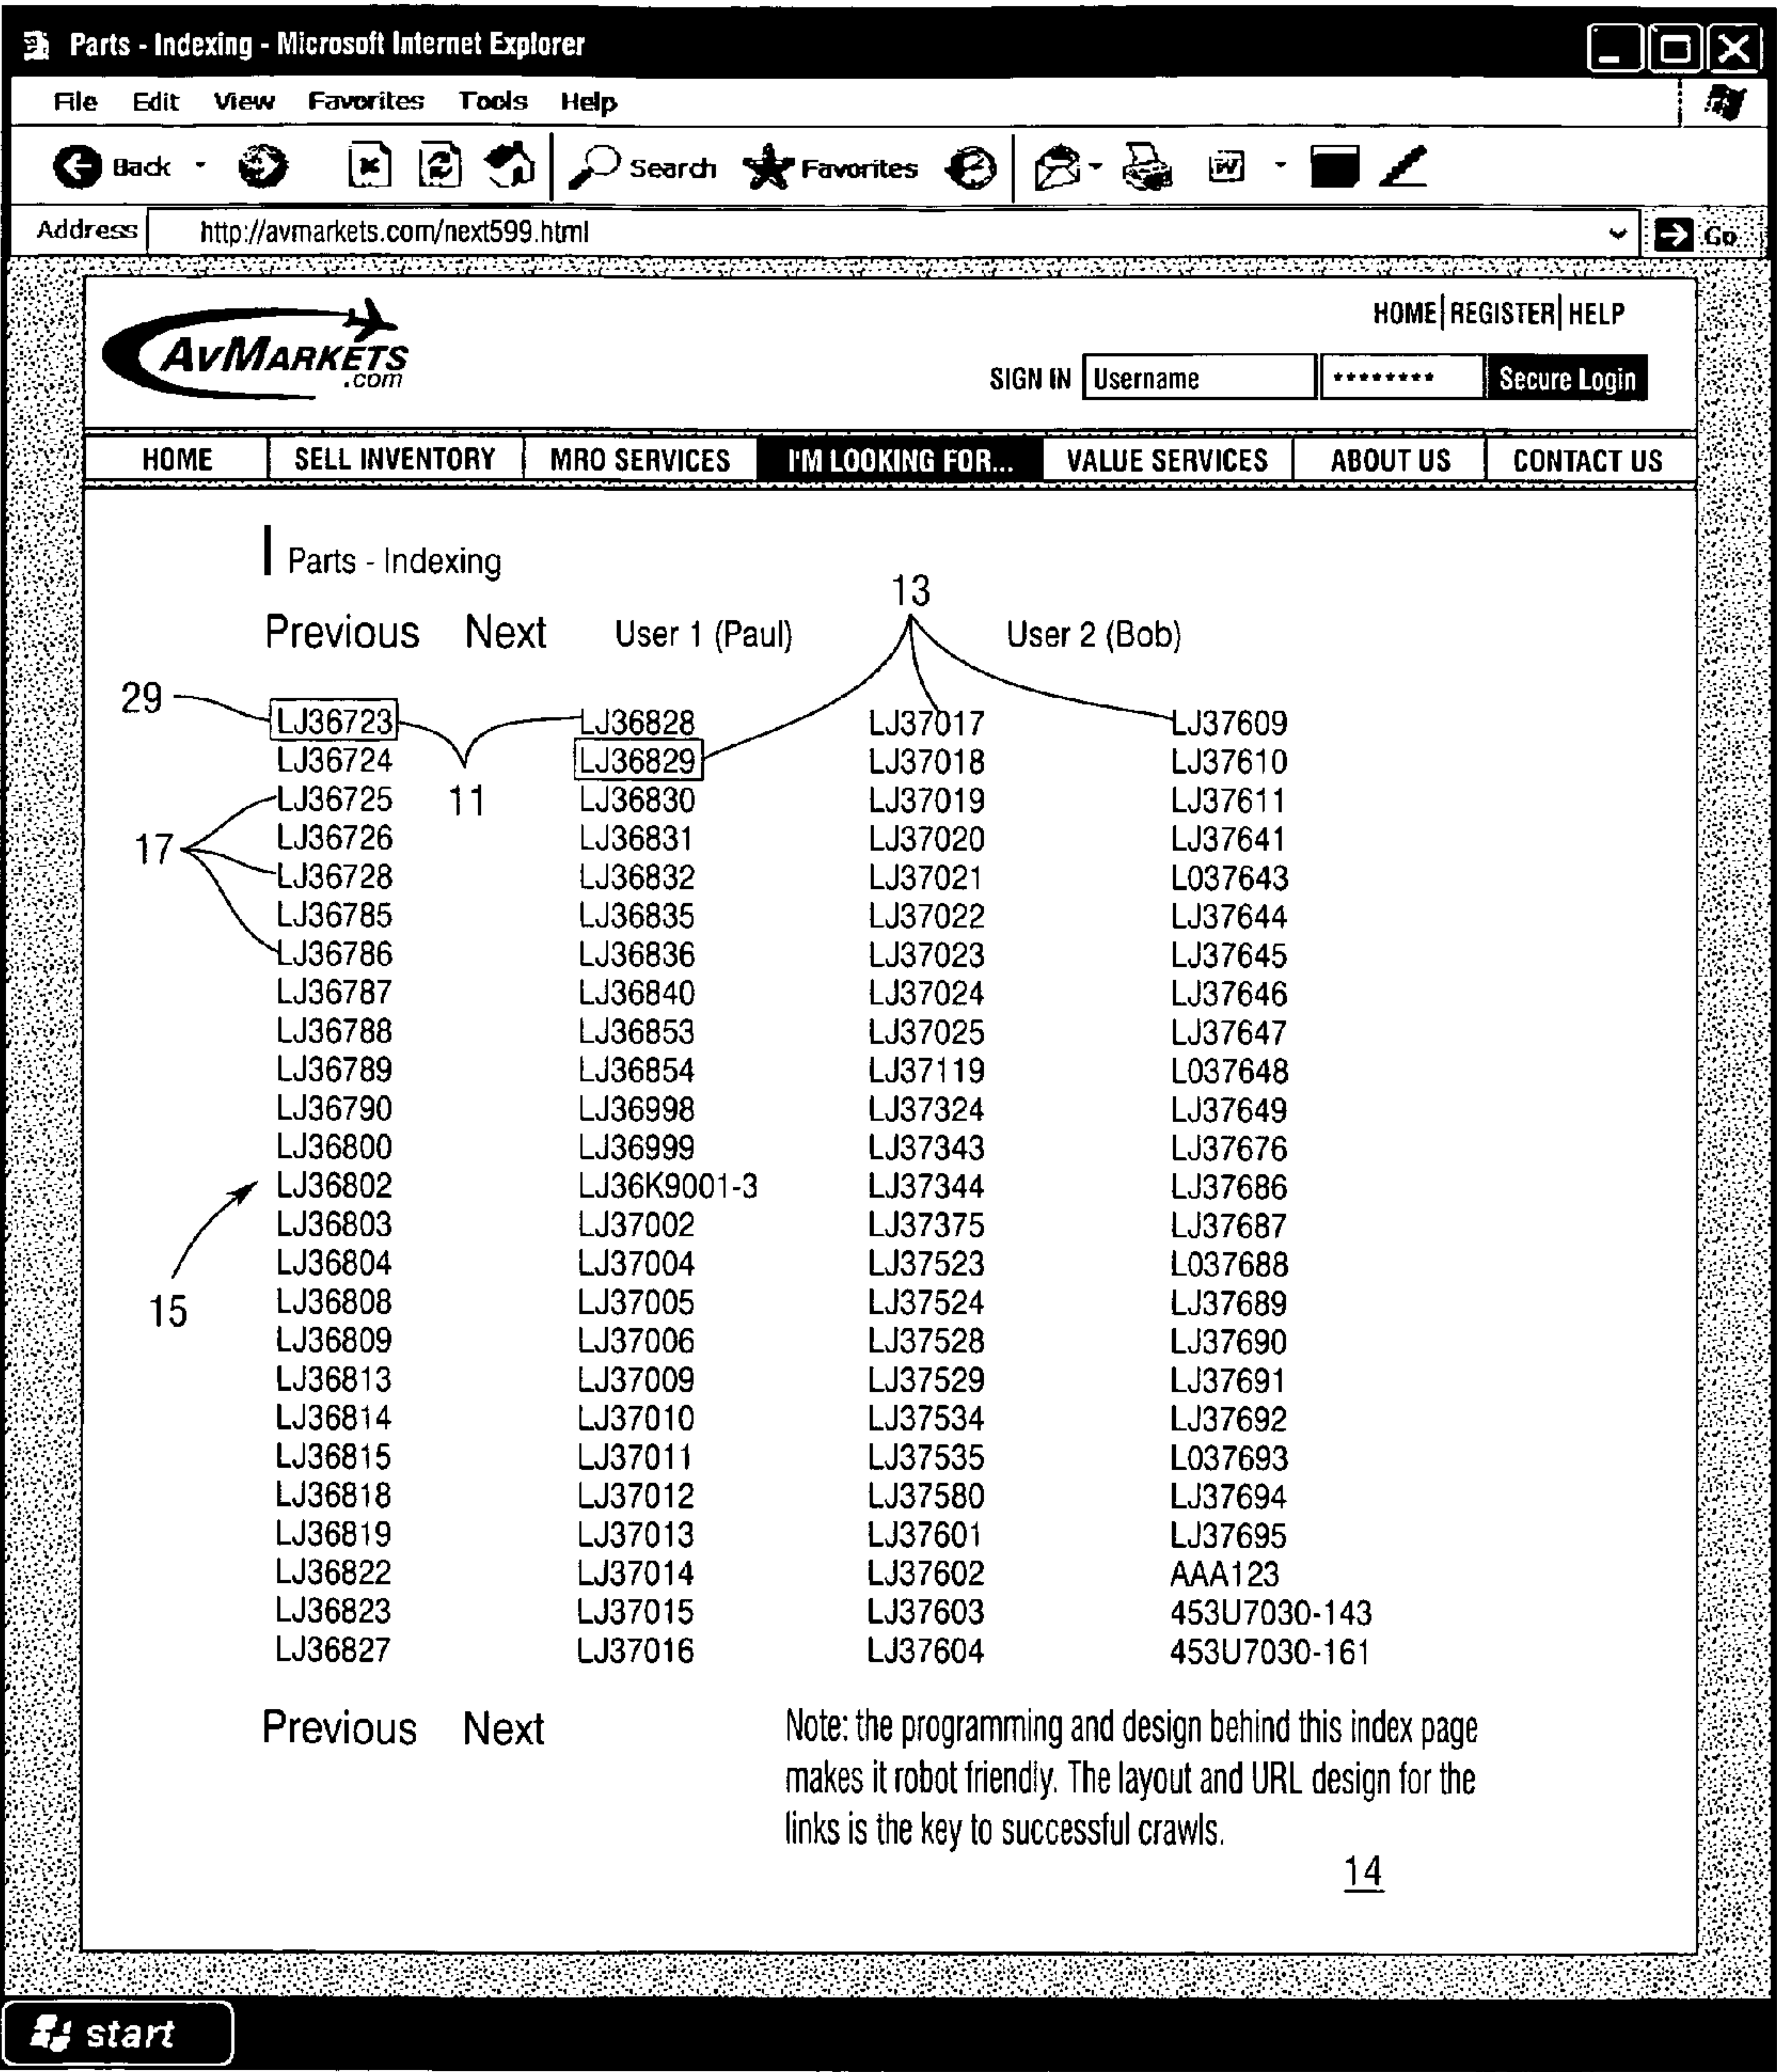 Parts - Indexing - Microsoft Internet Explorer
File Edit View Favorites Tools Help
Back Search Favorites W
Address http://avmarkets.com/next599.html Go
HOME| REGISTER| HELP
AVMARKETS
.com
SIGN IN Username ******** Secure Login
HOME SELL INVENTORY MRO SERVICES I'M LOOKING FOR... VALUE SERVICES ABOUT US CONTACT US
Parts - Indexing
13
Previous Next User 1 (Paul) User 2 (Bob)
29
LJ36723 LJ36828 LJ37017 LJ37609
LJ36724 LJ36829 LJ37018 LJ37610
LJ36725 11 LJ36830 LJ37019 LJ37611
17 LJ36726 LJ36831 LJ37020 LJ37641
LJ36728 LJ36832 LJ37021 L037643
LJ36785 LJ36835 LJ37022 LJ37644
LJ36786 LJ36836 LJ37023 LJ37645
LJ36787 LJ36840 LJ37024 LJ37646
LJ36788 LJ36853 LJ37025 LJ37647
LJ36789 LJ36854 LJ37119 L037648
LJ36790 LJ36998 LJ37324 LJ37649
LJ36800 LJ36999 LJ37343 LJ37676
LJ36802 LJ36K9001-3 LJ37344 LJ37686
LJ36803 LJ37002 LJ37375 LJ37687
LJ36804 LJ37004 LJ37523 L037688
15 LJ36808 LJ37005 LJ37524 LJ37689
LJ36809 LJ37006 LJ37528 LJ37690
LJ36813 LJ37009 LJ37529 LJ37691
LJ36814 LJ37010 LJ37534 LJ37692
LJ36815 LJ37011 LJ37535 L037693
LJ36818 LJ37012 LJ37580 LJ37694
LJ36819 LJ37013 LJ37601 LJ37695
LJ36822 LJ37014 LJ37602 AAA123
LJ36823 LJ37015 LJ37603 453U7030-143
LJ36827 LJ37016 LJ37604 453U7030-161
Previous Next
Note: the programming and design behind this index page
makes it robot friendly. The layout and URL design for the
links is the key to successful crawls.
14
start